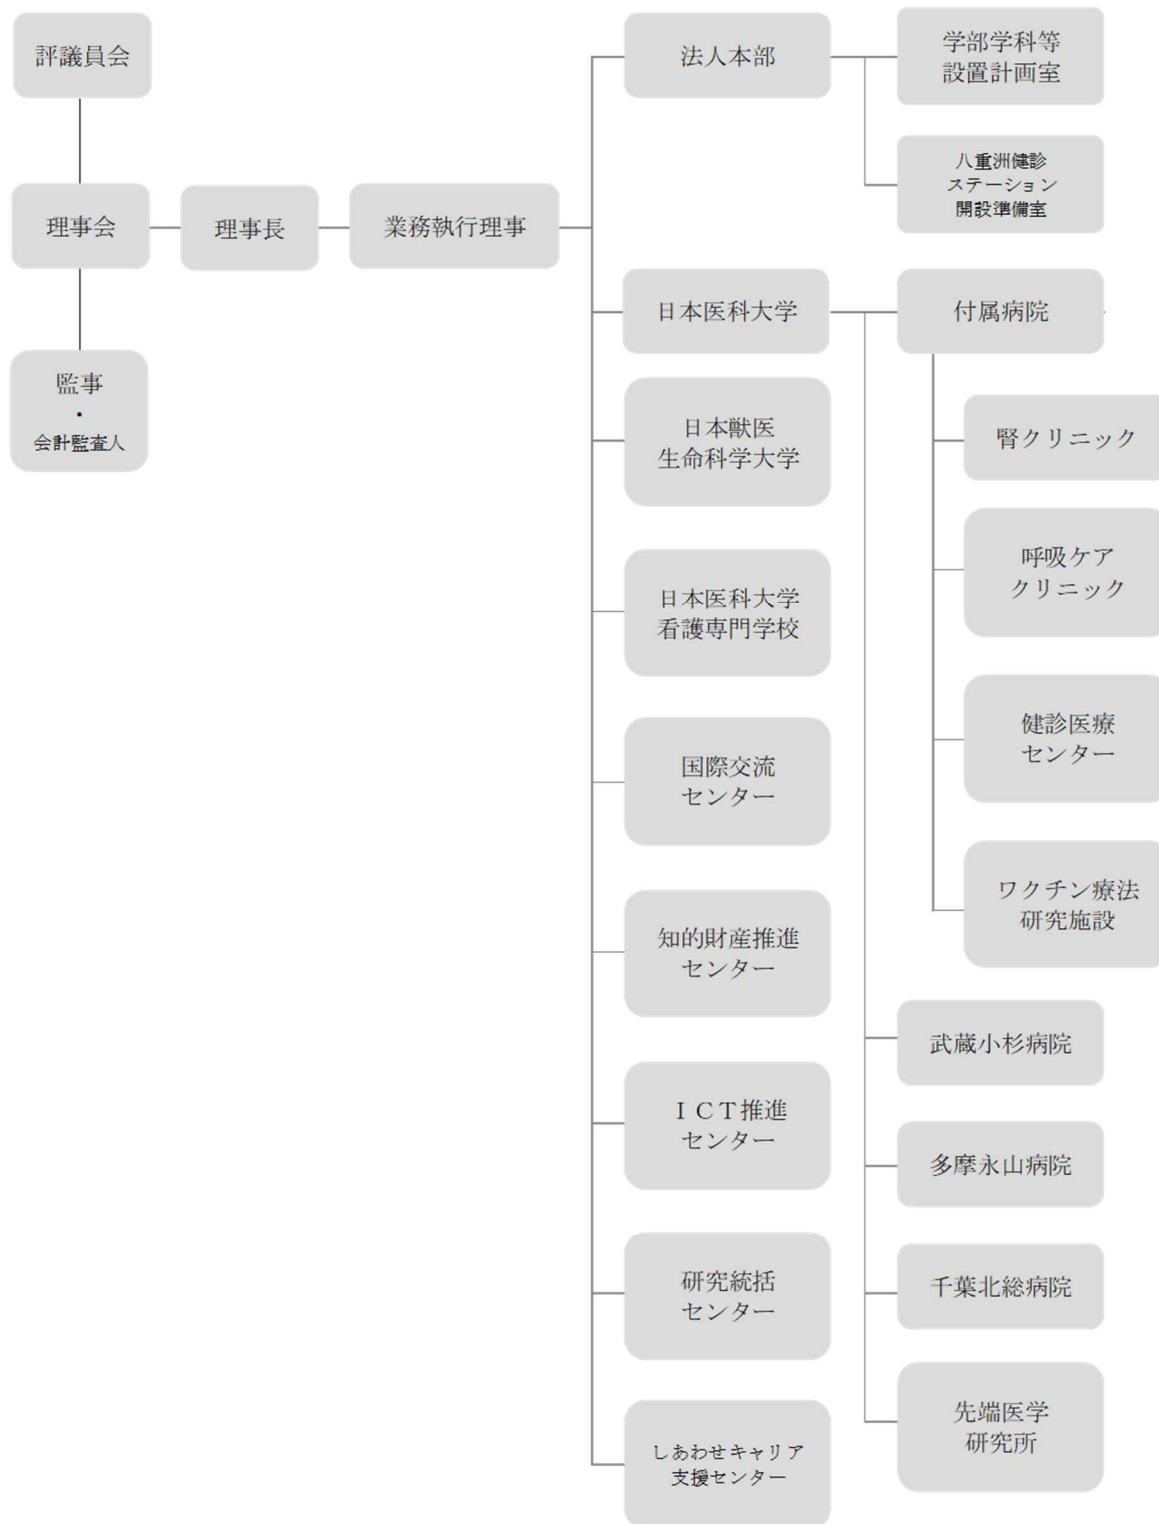 評議員会
理事会
監事
・
会計監査人
理事長
業務執行理事
法人本部
学部学科等
設置計画室
八重洲健診
ステーション
開設準備室
日本医科大学
付属病院
腎クリニック
呼吸ケア
クリニック
健診医療
センター
ワクチン療法
研究施設
武蔵小杉病院
多摩永山病院
千葉北総病院
先端医学
研究所
日本獣医
生命科学大学
日本医科大学
看護専門学校
国際交流
センター
知的財産推進
センター
ＩＣＴ推進
センター
研究統括
センター
しあわせキャリア
支援センター